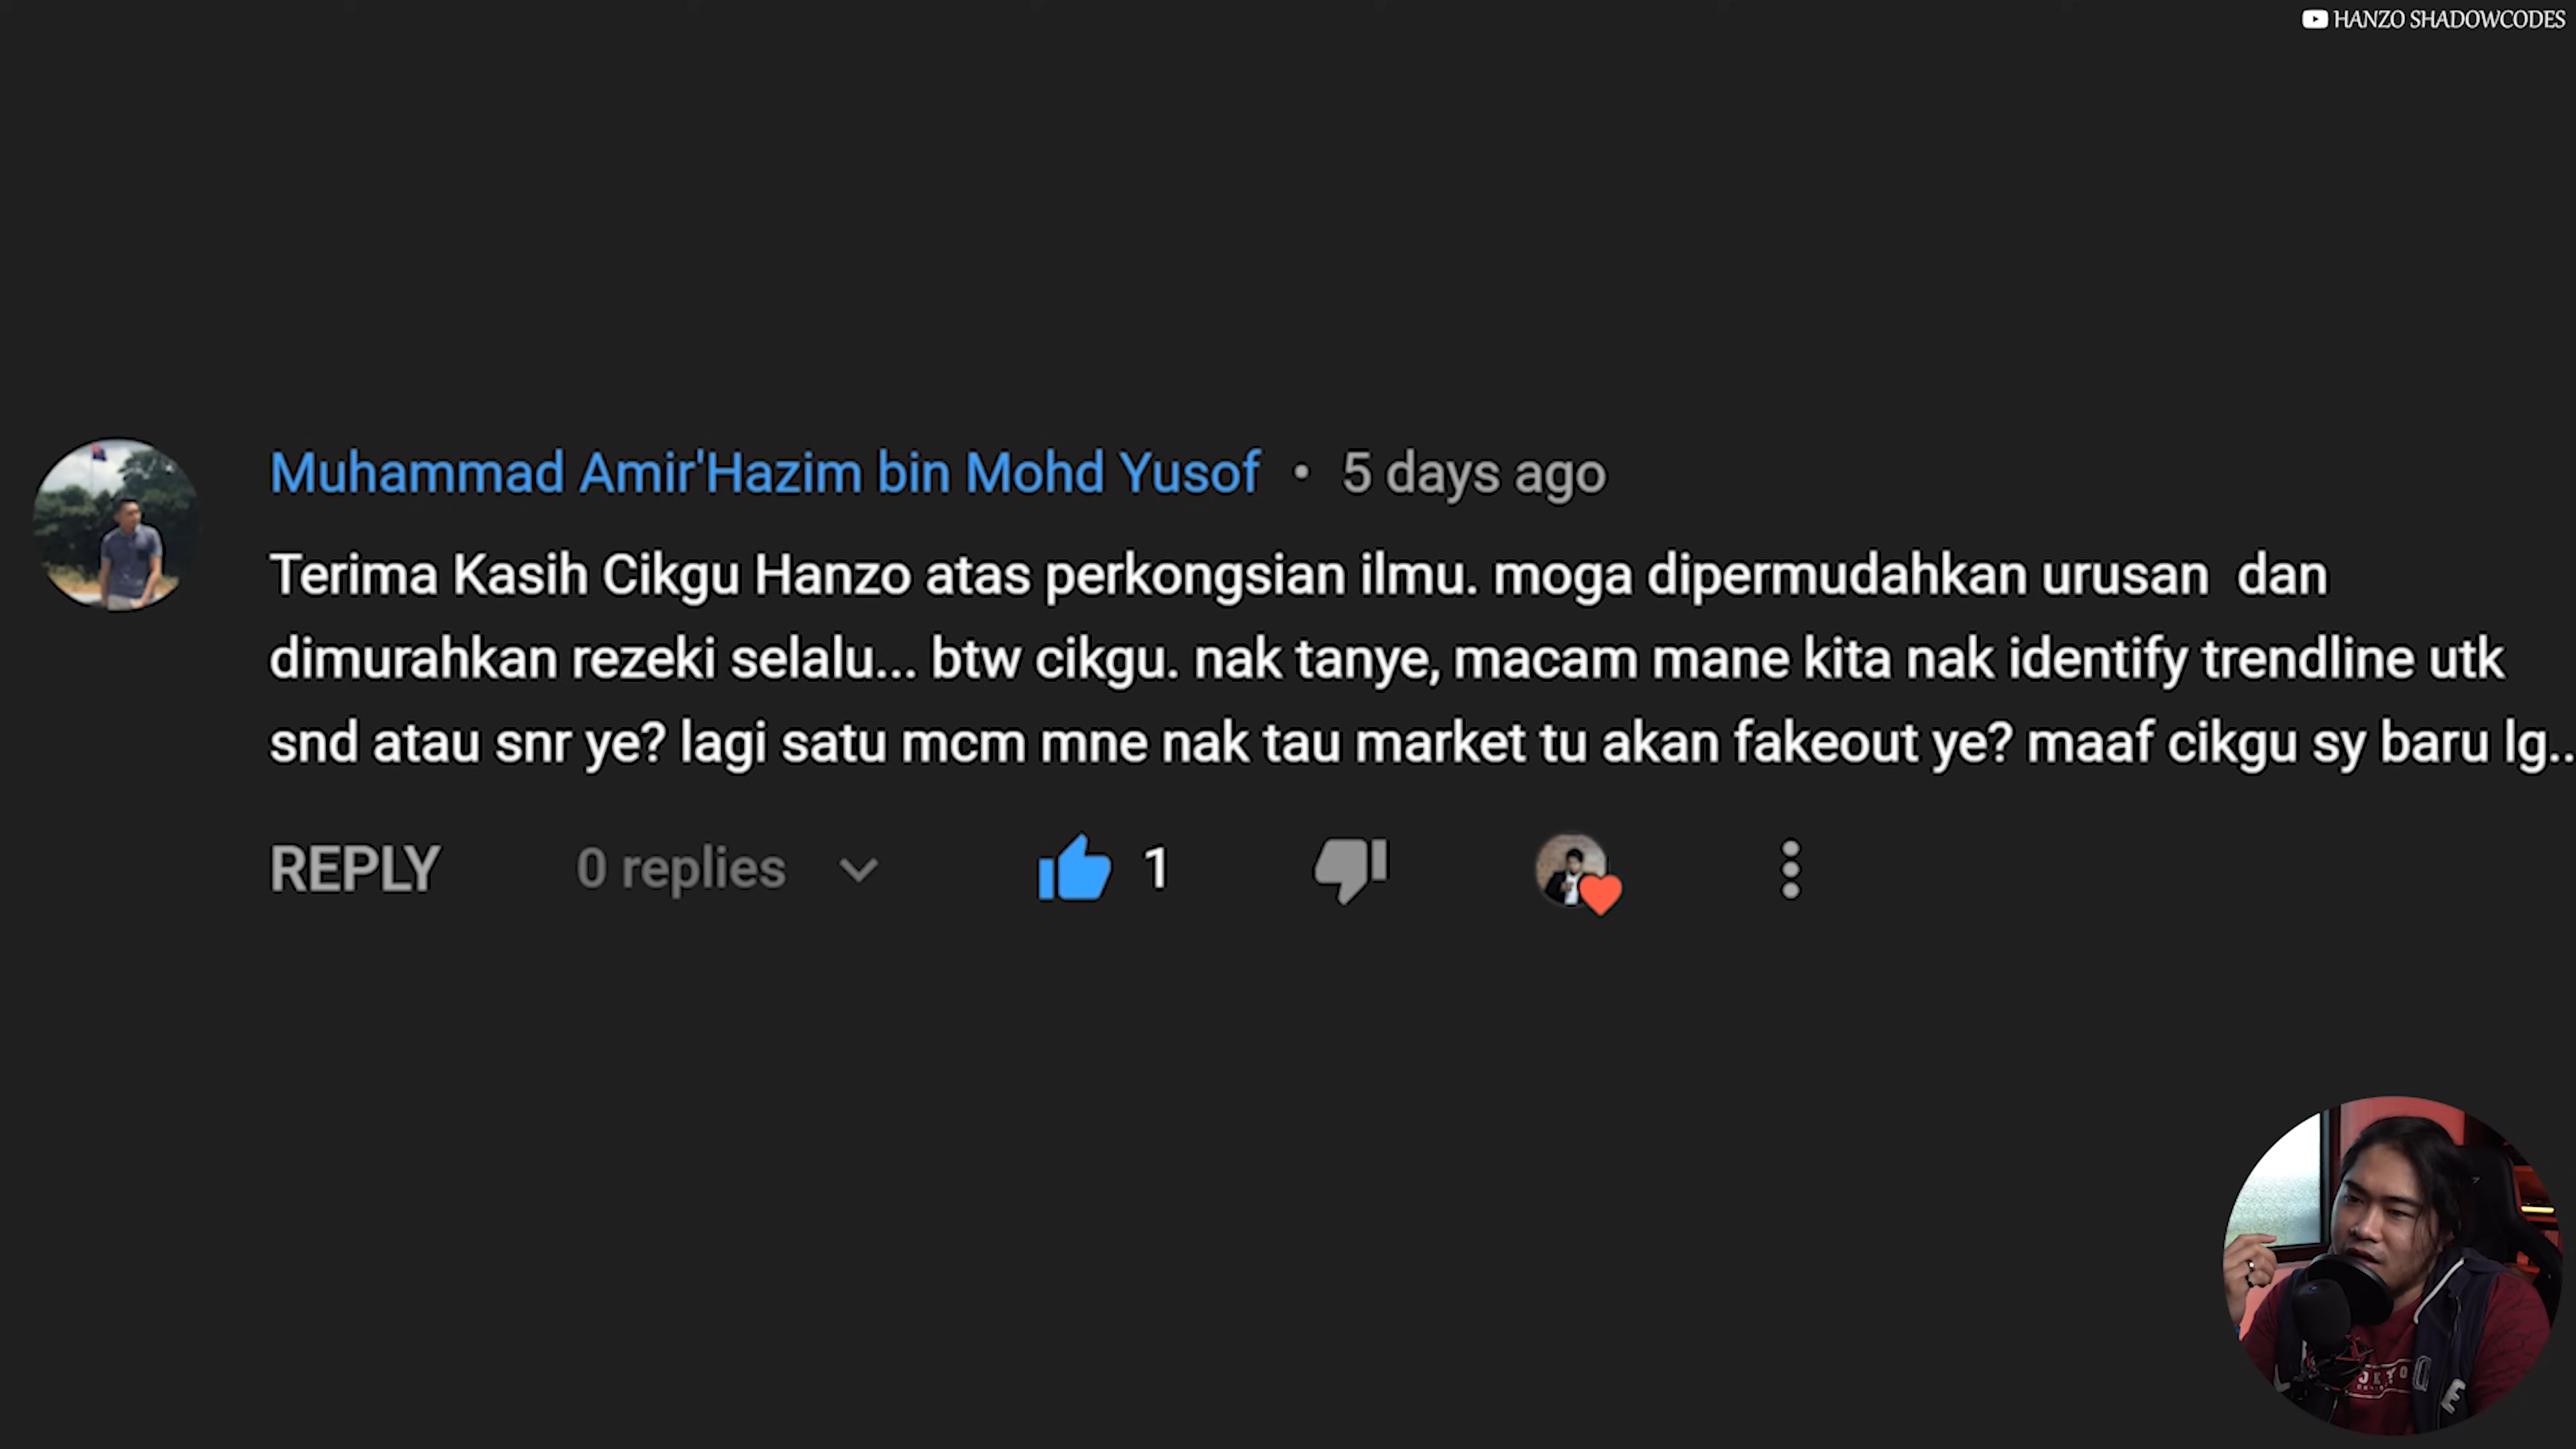 HANZO SHADOWCODES
Muhammad Amir'Hazim bin Mohd Yusof • 5 days ago
Terima Kasih Cikgu Hanzo atas perkongsian ilmu. moga dipermudahkan urusan  dan
dimurahkan rezeki selalu... btw cikgu. nak tanye, macam mane kita nak identify trendline utk
snd atau snr ye? lagi satu mcm mne nak tau market tu akan fakeout ye? maaf cikgu sy baru lg..
REPLY 0 replies 1